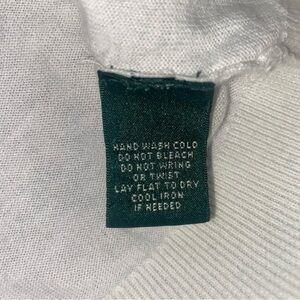 HAND WASH COLD
DO NOT BLEACH
DO NOT WRING
OR TWIST
LAY FLAT TO DRY
COOL IRON
IF NEEDED